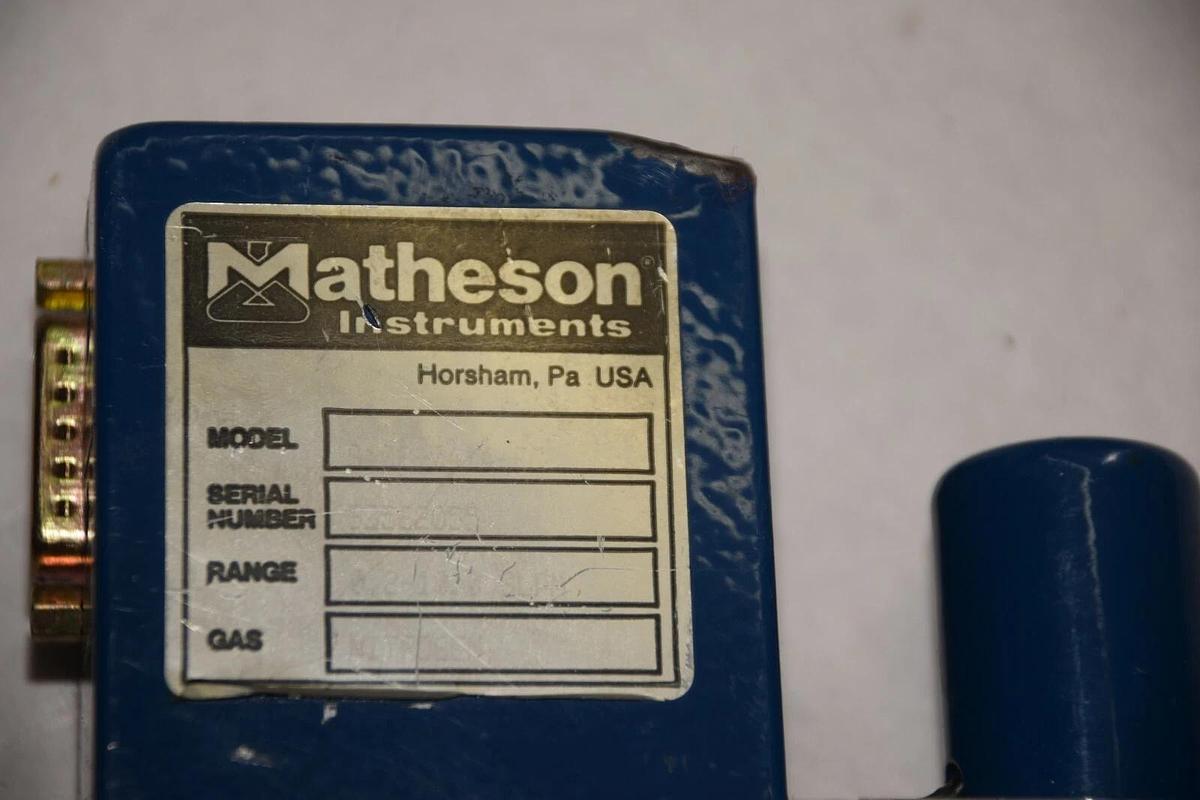 Matheson
Instruments
Horsham, Pa USA
MODEL
SERIAL
NUMBER
RANGE
GAS